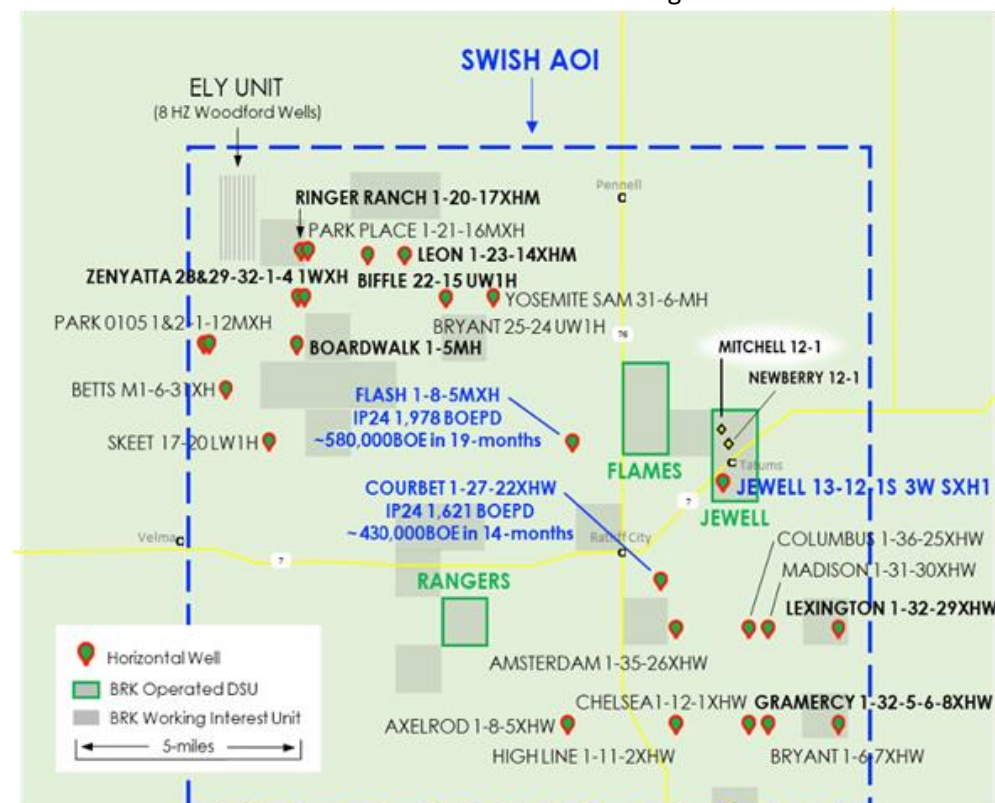 SWISH AOI
ELY UNIT
(8 HZ Woodford Wells)
Pennell
RINGER RANCH 1-20-17XHM
PARK PLACE 1-21-16MXH
LEON 1-23-14XHM
ZENYATTA 28&29-32-1-4 1WXH
BIFFLE 22-15 UW1H
YOSEMITE SAM 31-6-MH
PARK 0105 1&2-1-12MXH
BRYANT 25-24 UW1H
76
BOARDWALK 1-5MH
MITCHELL 12-1
NEWBERRY 12-1
BETTS M1-6-31XH
FLASH 1-8-5MXH
IP24 1,978 BOEPD
~580,000BOE in 19-months
SKEET 17-20 LW1H
FLAMES
Tatums
JEWELL 13-12-1S 3W SXH1
COURBET 1-27-22XHW
IP24 1,621 BOEPD
~430,000BOE in 14-months
7
JEWELL
Velma
Ratliff City
COLUMBUS 1-36-25XHW
7
MADISON 1-31-30XHW
RANGERS
LEXINGTON 1-32-29XHW
AMSTERDAM 1-35-26XHW
Horizontal Well
BRK Operated DSU
BRK Working Interest Unit
5-miles
CHELSEA 1-12-1XHW
GRAMERCY 1-32-5-6-8XHW
AXELROD 1-8-5XHW
HIGH LINE 1-11-2XHW
BRYANT 1-6-7XHW